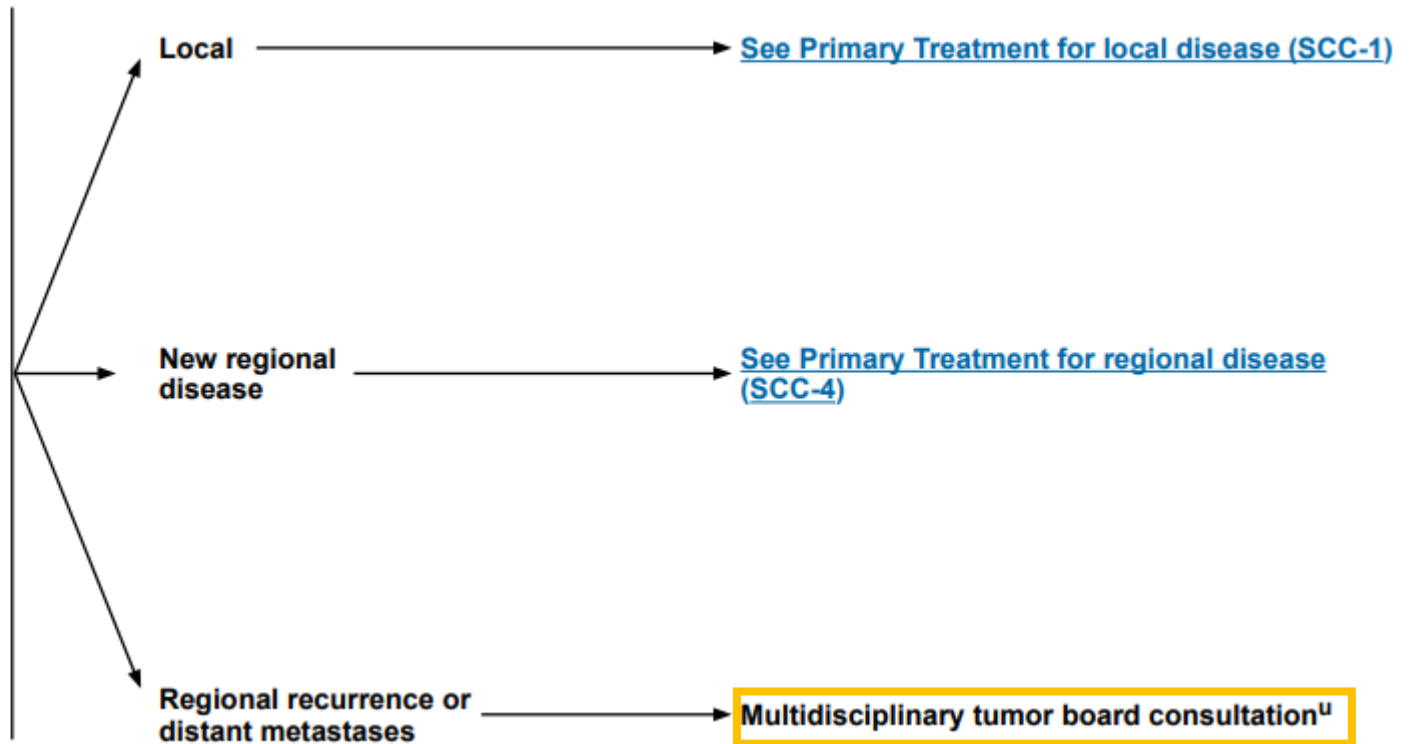 Local
See Primary Treatment for local disease (SCC-1)
New regional
disease
See Primary Treatment for regional disease
(SCC-4)
Regional recurrence or
distant metastases
Multidisciplinary tumor board consultationᵘ